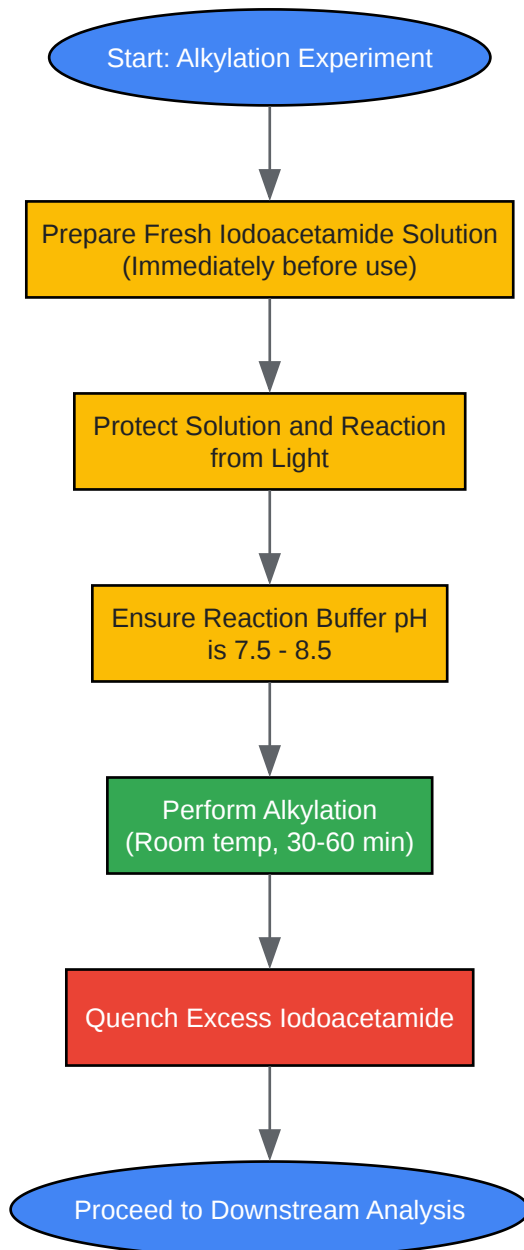 Start: Alkylation Experiment
Prepare Fresh Iodoacetamide Solution
(Immediately before use)
Protect Solution and Reaction
from Light
Ensure Reaction Buffer pH
is 7.5 - 8.5
Perform Alkylation
(Room temp, 30-60 min)
Quench Excess Iodoacetamide
Proceed to Downstream Analysis